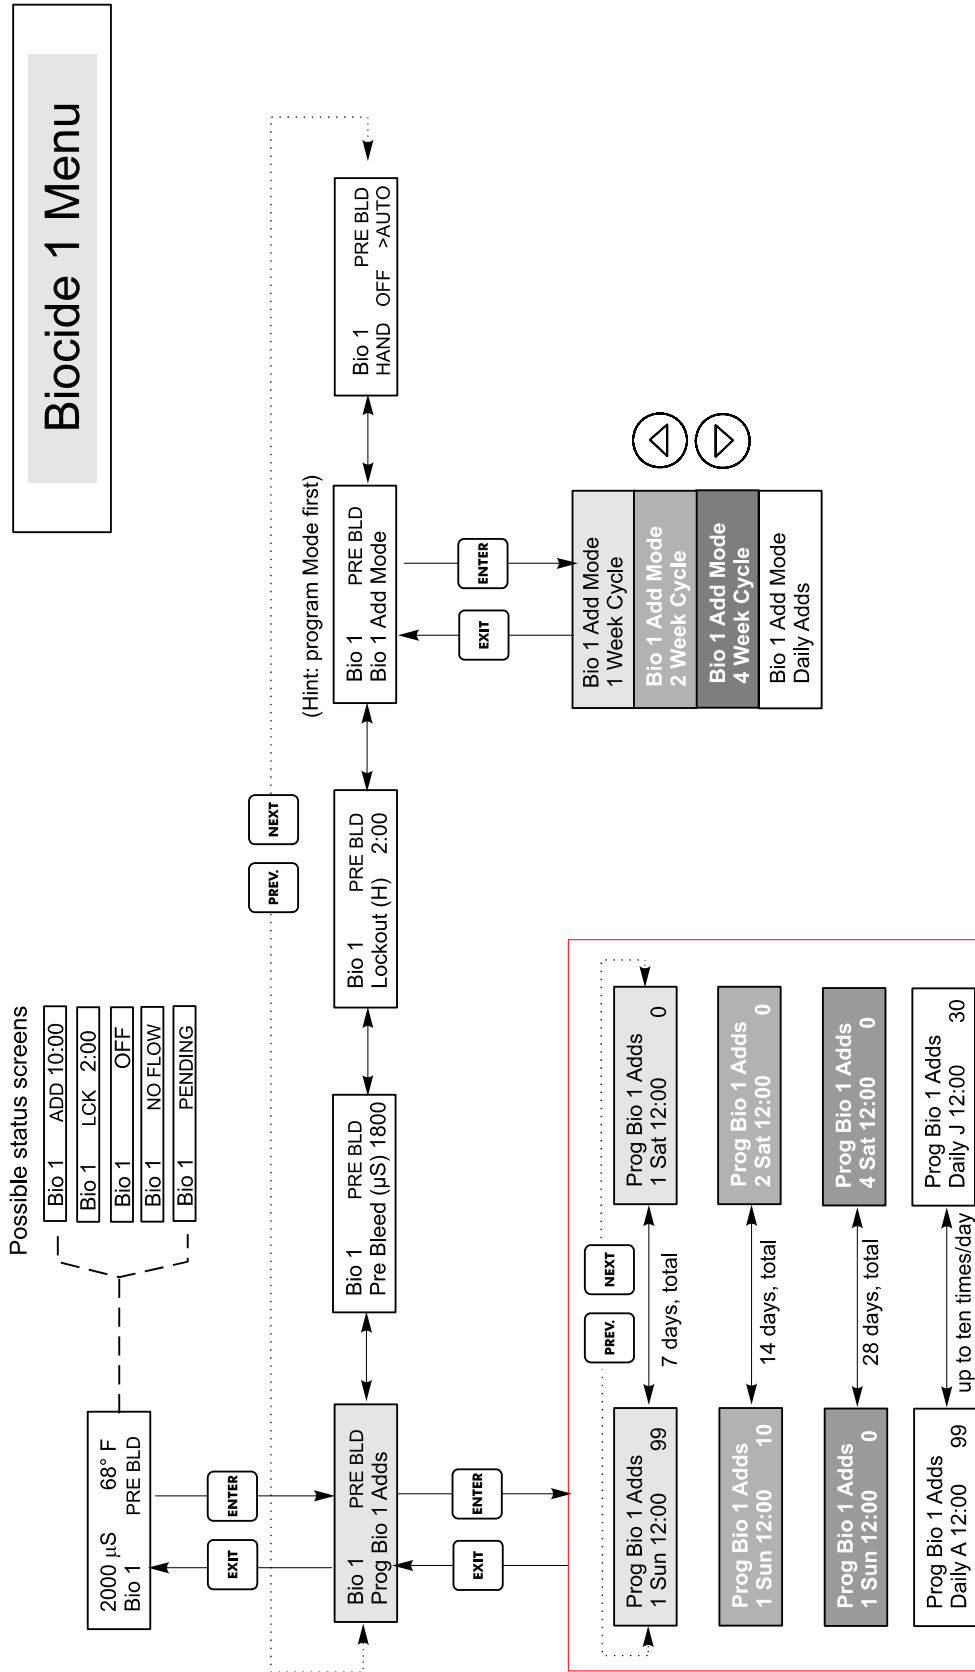 Biocide 1 Menu
Possible status screens
2000 µS 68° F
Bio 1 PRE BLD
Bio 1 ADD 10:00
Bio 1 LCK 2:00
Bio 1 OFF
Bio 1 NO FLOW
Bio 1 PENDING
EXIT
ENTER
PREV.
NEXT
(Hint: program Mode first)
Bio 1 PRE BLD
Prog Bio 1 Adds
Bio 1 PRE BLD
Pre Bleed (µS) 1800
Bio 1 PRE BLD
Lockout (H) 2:00
Bio 1 PRE BLD
Bio 1 Add Mode
Bio 1 PRE BLD
HAND OFF >AUTO
EXIT
ENTER
EXIT
ENTER
Bio 1 Add Mode
1 Week Cycle
Bio 1 Add Mode
2 Week Cycle
Bio 1 Add Mode
4 Week Cycle
Bio 1 Add Mode
Daily Adds
PREV.
NEXT
Prog Bio 1 Adds
1 Sun 12:00 99
7 days, total
Prog Bio 1 Adds
1 Sat 12:00 0
Prog Bio 1 Adds
1 Sun 12:00 10
14 days, total
Prog Bio 1 Adds
2 Sat 12:00 0
Prog Bio 1 Adds
1 Sun 12:00 0
28 days, total
Prog Bio 1 Adds
4 Sat 12:00 0
Prog Bio 1 Adds
Daily A 12:00 99
up to ten times/day
Prog Bio 1 Adds
Daily J 12:00 30